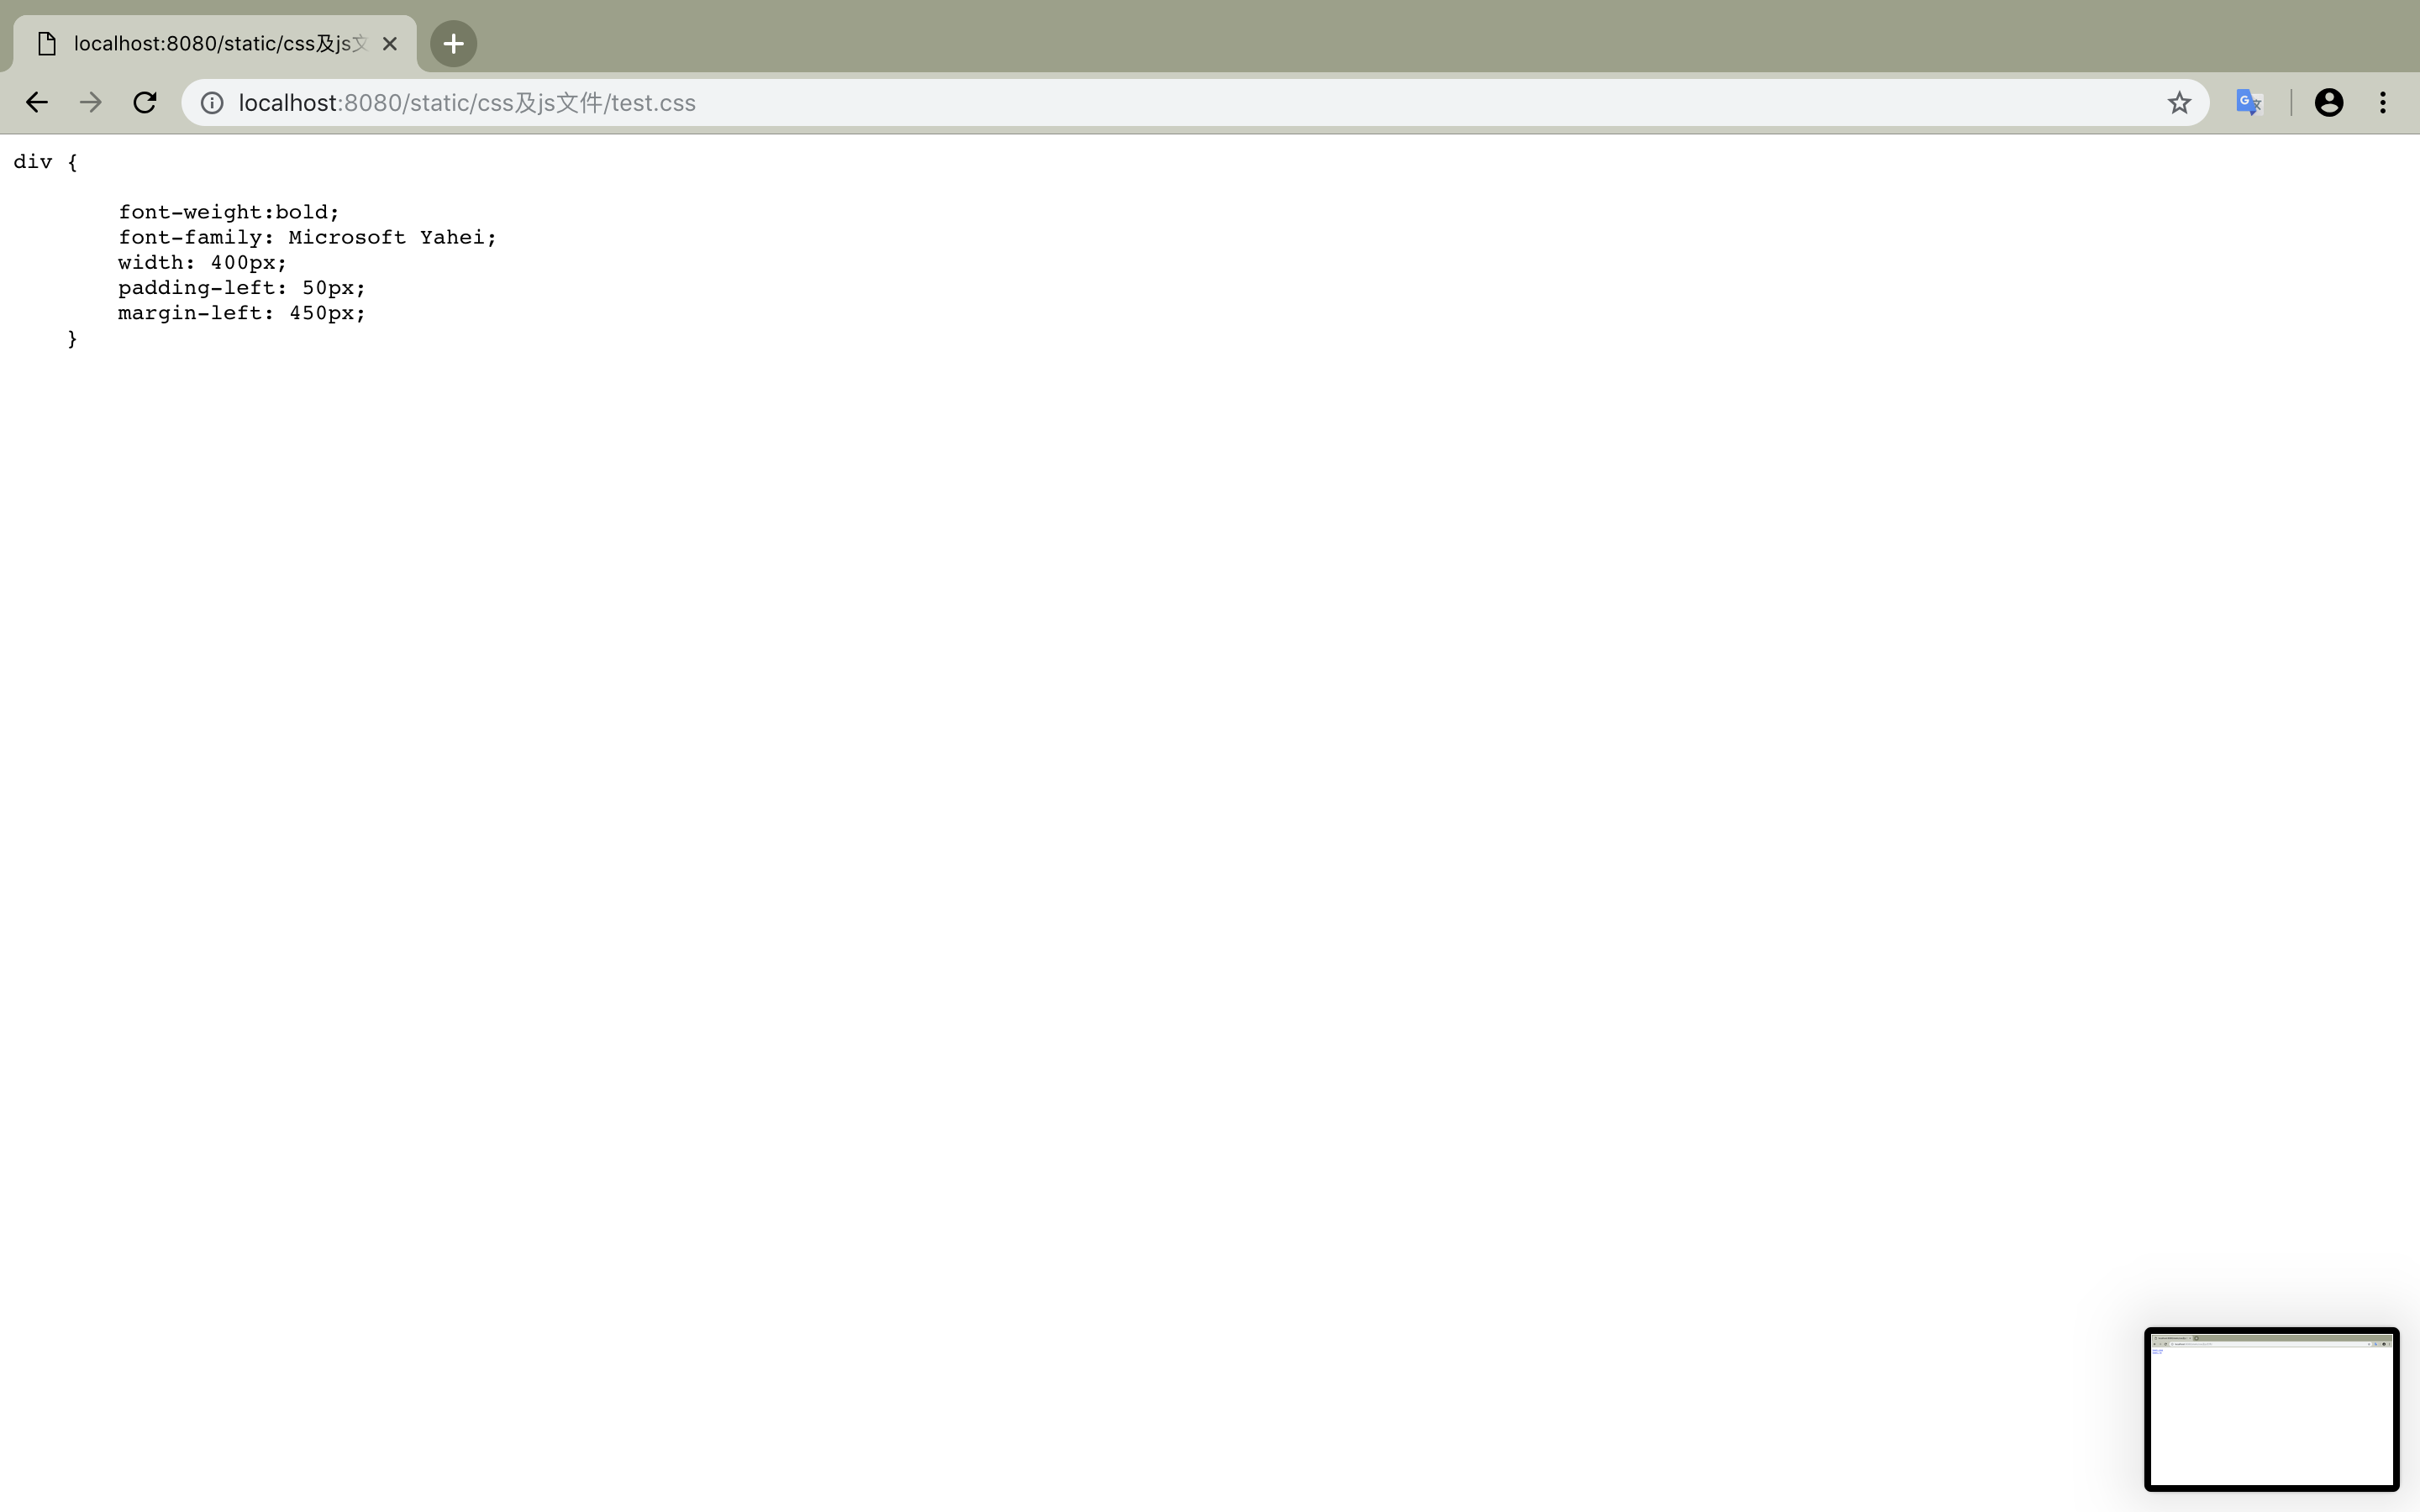 localhost:8080/static/css及js文
localhost:8080/static/css及js文件/test.css
div {
font-weight:bold;
font-family: Microsoft Yahei;
width: 400px;
padding-left: 50px;
margin-left: 450px;
}